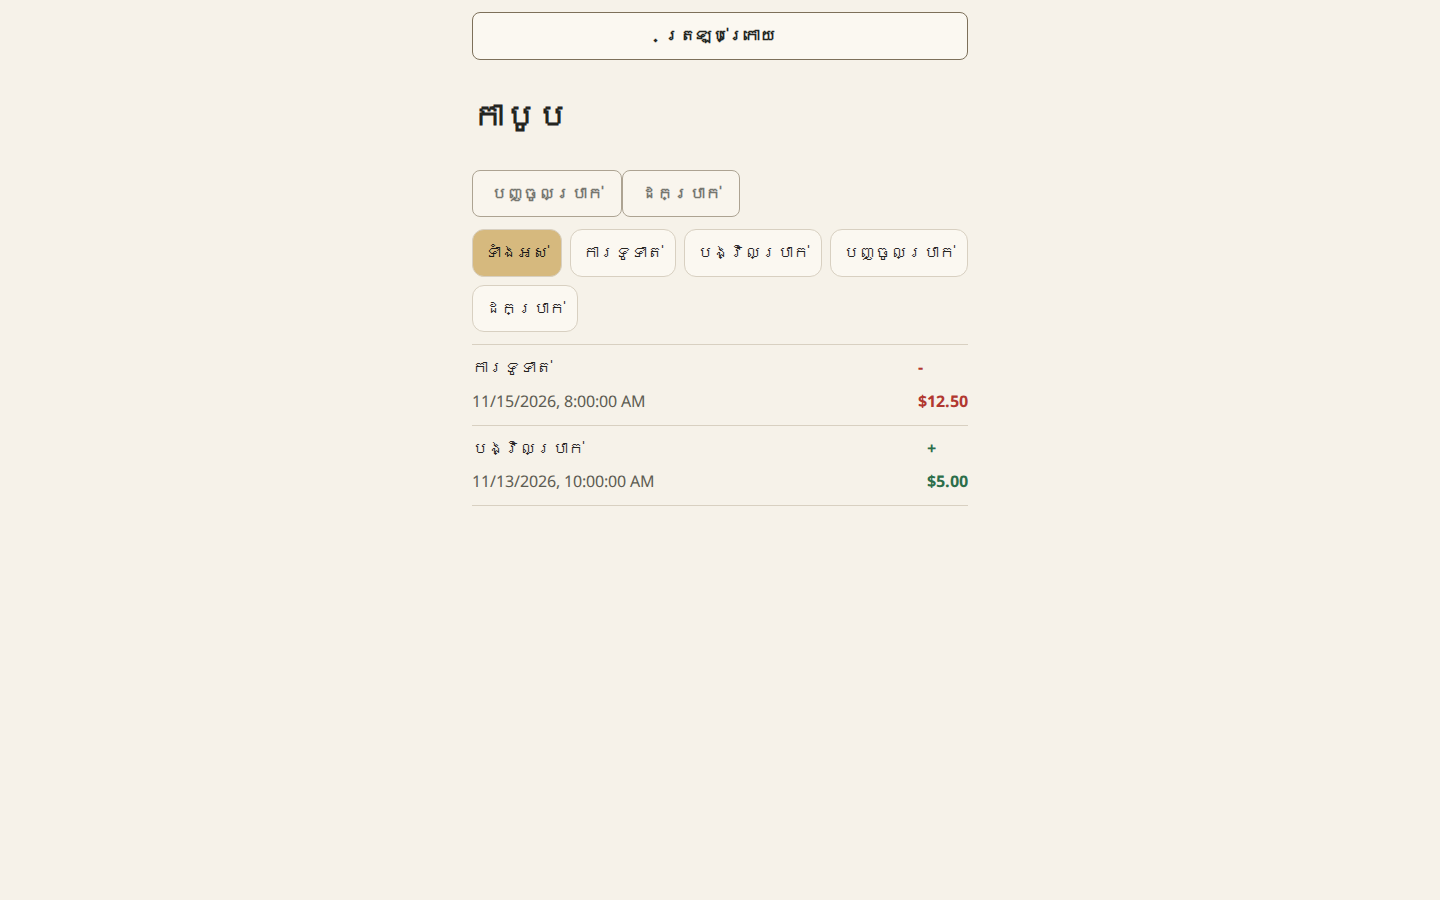 ត្រឡប់ក្រោយ
កាបូប
បញ្ចូលប្រាក់ ដកប្រាក់
ទាំងអស់ ការទូទាត់ បង្វិលប្រាក់ បញ្ចូលប្រាក់
ដកប្រាក់
ការទូទាត់ -
11/15/2026, 8:00:00 AM $12.50
បង្វិលប្រាក់ +
11/13/2026, 10:00:00 AM $5.00